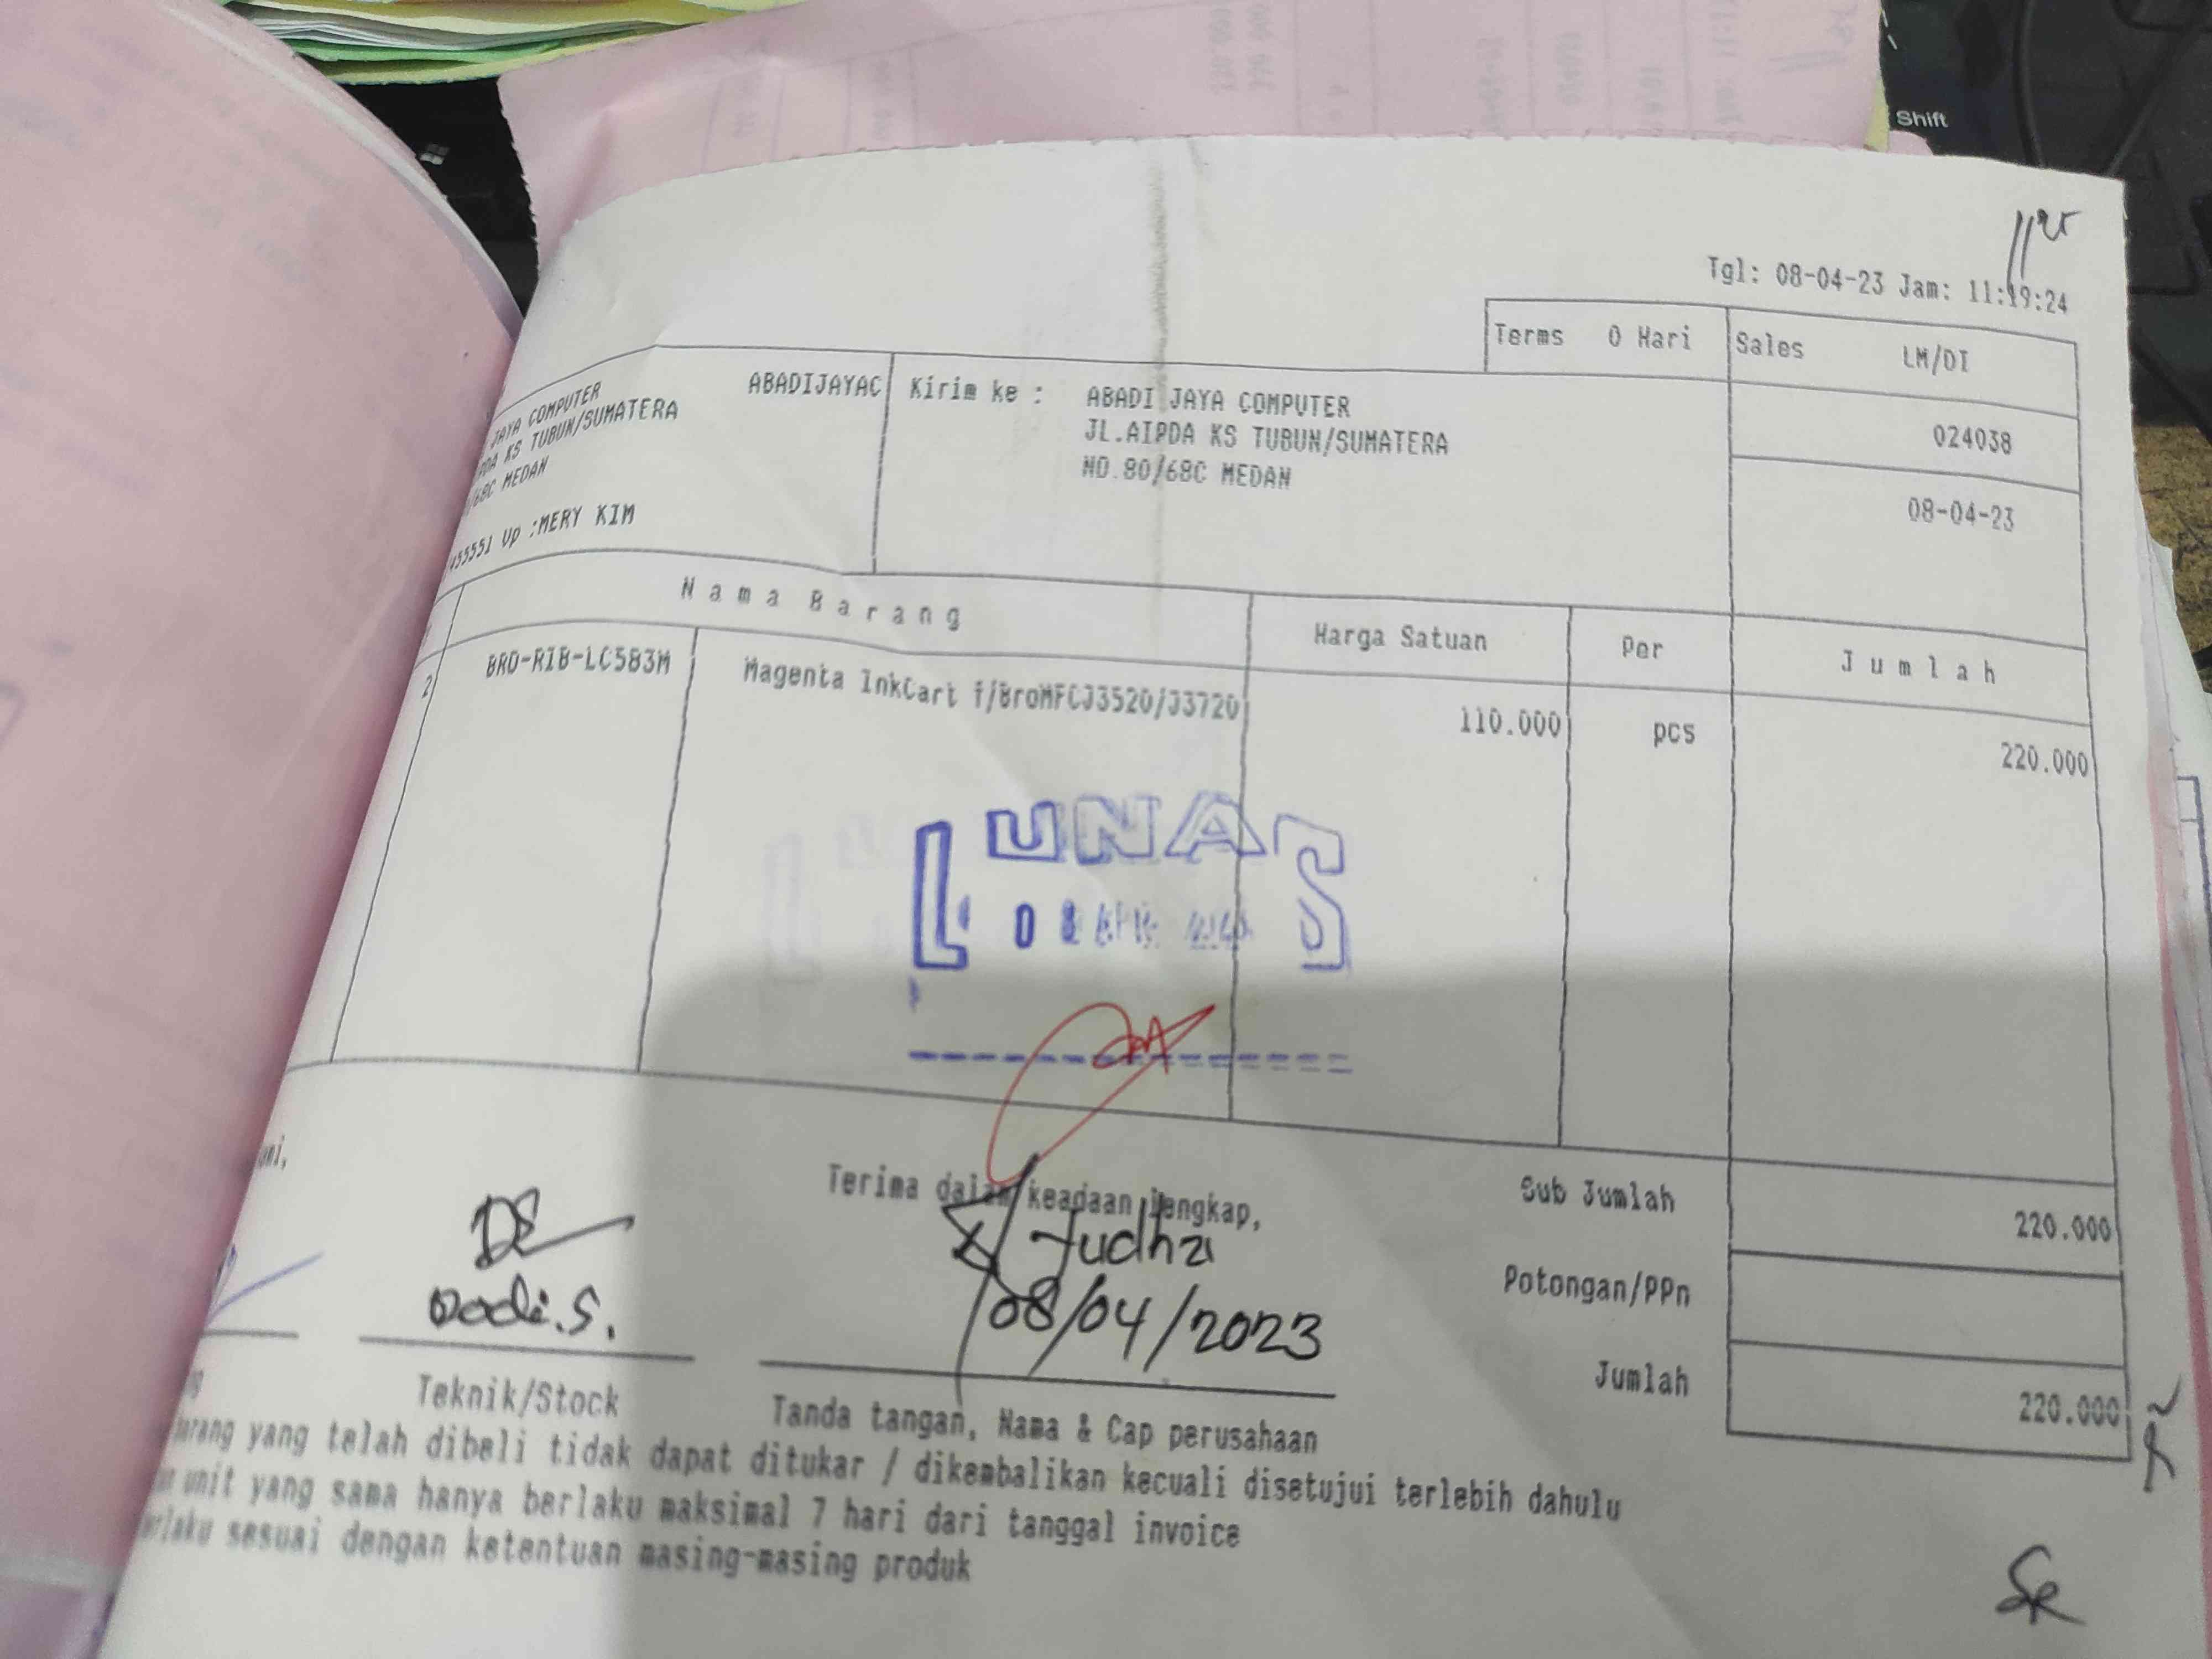 Shift
Tgl: 08-04-23 Jam: 11:19:24
Terms 0 Hari Sales LM/DI
JAYA COMPUTER ABADIJAYAC Kirim ke : ABADI JAYA COMPUTER
KS TUBUN/SUMATERA JL.AIPDA KS TUBUN/SUMATERA 024038
/68C MEDAN NO.80/68C MEDAN
08-04-23
455551 Up :MERY KIM
Nama Barang Harga Satuan Per Jumlah
2 BRO-RIB-LC583M Magenta InkCart f/BroMFCJ3520/J3720 110.000 pcs 220.000
LUNAS
Terima dalam keadaan lengkap, Sub Jumlah 220.000
Judha
Dodi.S. 08/04/2023
Potongan/PPn
Jumlah 220.000
Teknik/Stock Tanda tangan, Nama & Cap perusahaan
yang telah dibeli tidak dapat ditukar / dikembalikan kecuali disetujui terlebih dahulu
unit yang sama hanya berlaku maksimal 7 hari dari tanggal invoice
sesuai dengan ketentuan masing-masing produk